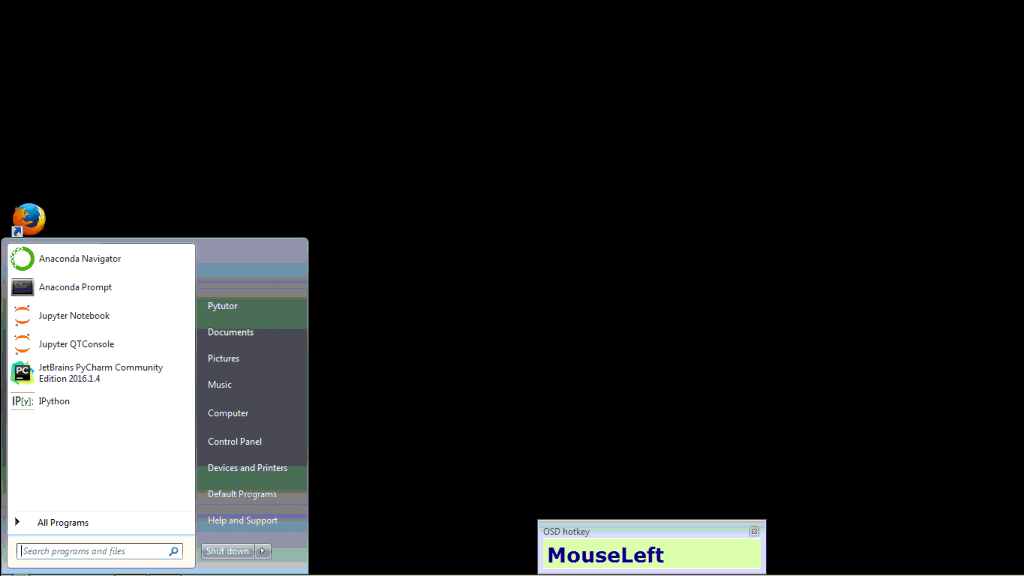 Anaconda Navigator
Anaconda Prompt
Jupyter Notebook
Jupyter QTConsole
PC
JetBrains PyCharm Community
Edition 2016.1.4
IP[y]: IPython
All Programs
Search programs and files
Pytutor
Documents
Pictures
Music
Computer
Control Panel
Devices and Printers
Default Programs
Help and Support
Shut down
OSD hotkey
MouseLeft